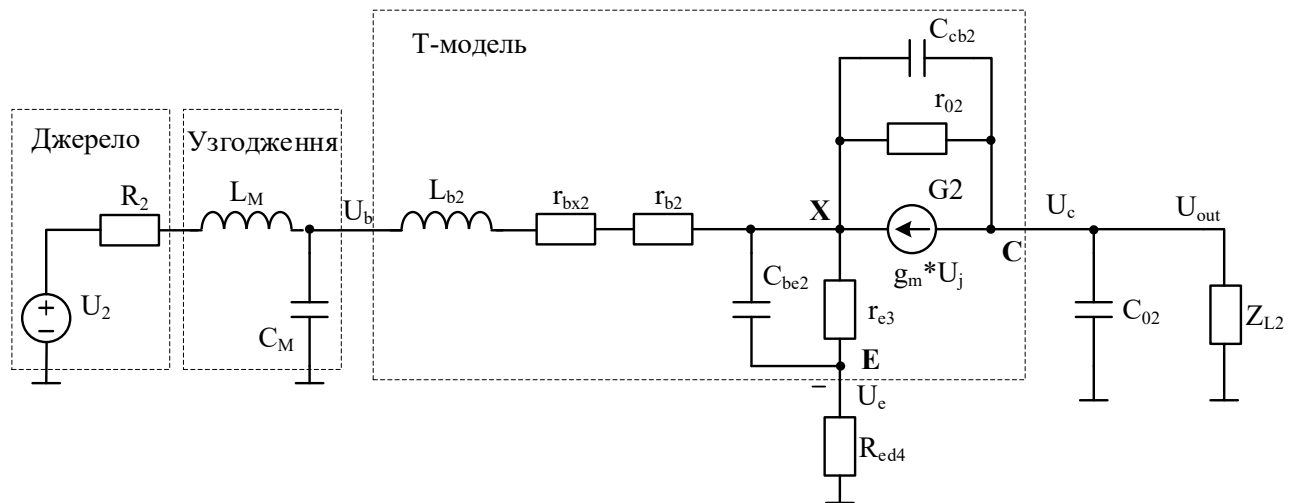 Т-модель
C_cb2
r_02
Джерело
Узгодження
R_2
L_M
U_b
L_b2
r_bx2
r_b2
X
G2
g_m*U_j
C
U_c
U_out
+
−
U_2
C_M
C_be2
r_e3
E
−
U_e
C_02
Z_L2
R_ed4